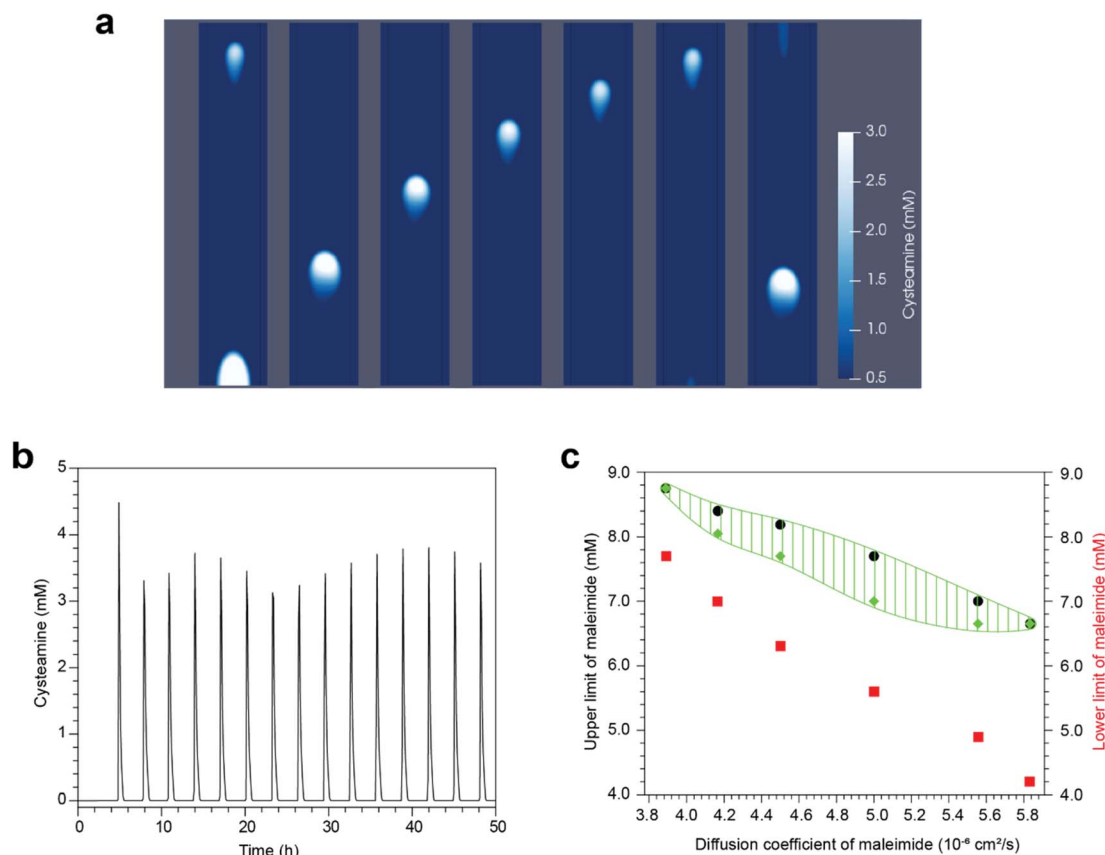 a
3.0
2.5
2.0
1.5
1.0
0.5
Cysteamine (mM)
b
5
4
3
2
1
0
Cysteamine (mM)
0 10 20 30 40 50
Time (h)
c
9.0
8.0
7.0
6.0
5.0
4.0
Upper limit of maleimide (mM)
9.0
8.0
7.0
6.0
5.0
4.0
Lower limit of maleimide (mM)
3.8 4.0 4.2 4.4 4.6 4.8 5.0 5.2 5.4 5.6 5.8
Diffusion coefficient of maleimide (10⁻⁶ cm²/s)